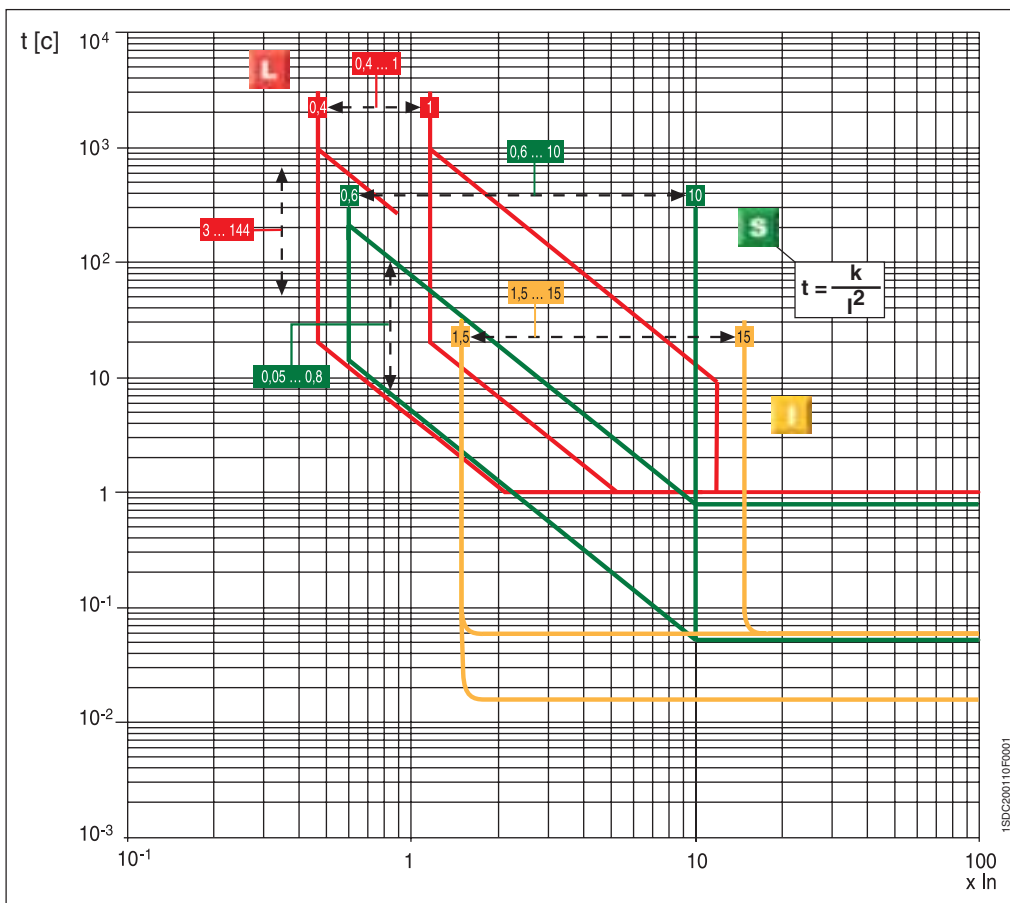 t [c]
10⁴
L
0,4 ... 1
0,4
1
10³
0,6 ... 10
0,6
10
S
3 ... 144
10²
t = k / I²
1,5 ... 15
1,5
15
0,05 ... 0,8
10
I
1
10⁻¹
10⁻²
10⁻³
10⁻¹
1
10
100
x In
1SDC200110F0001